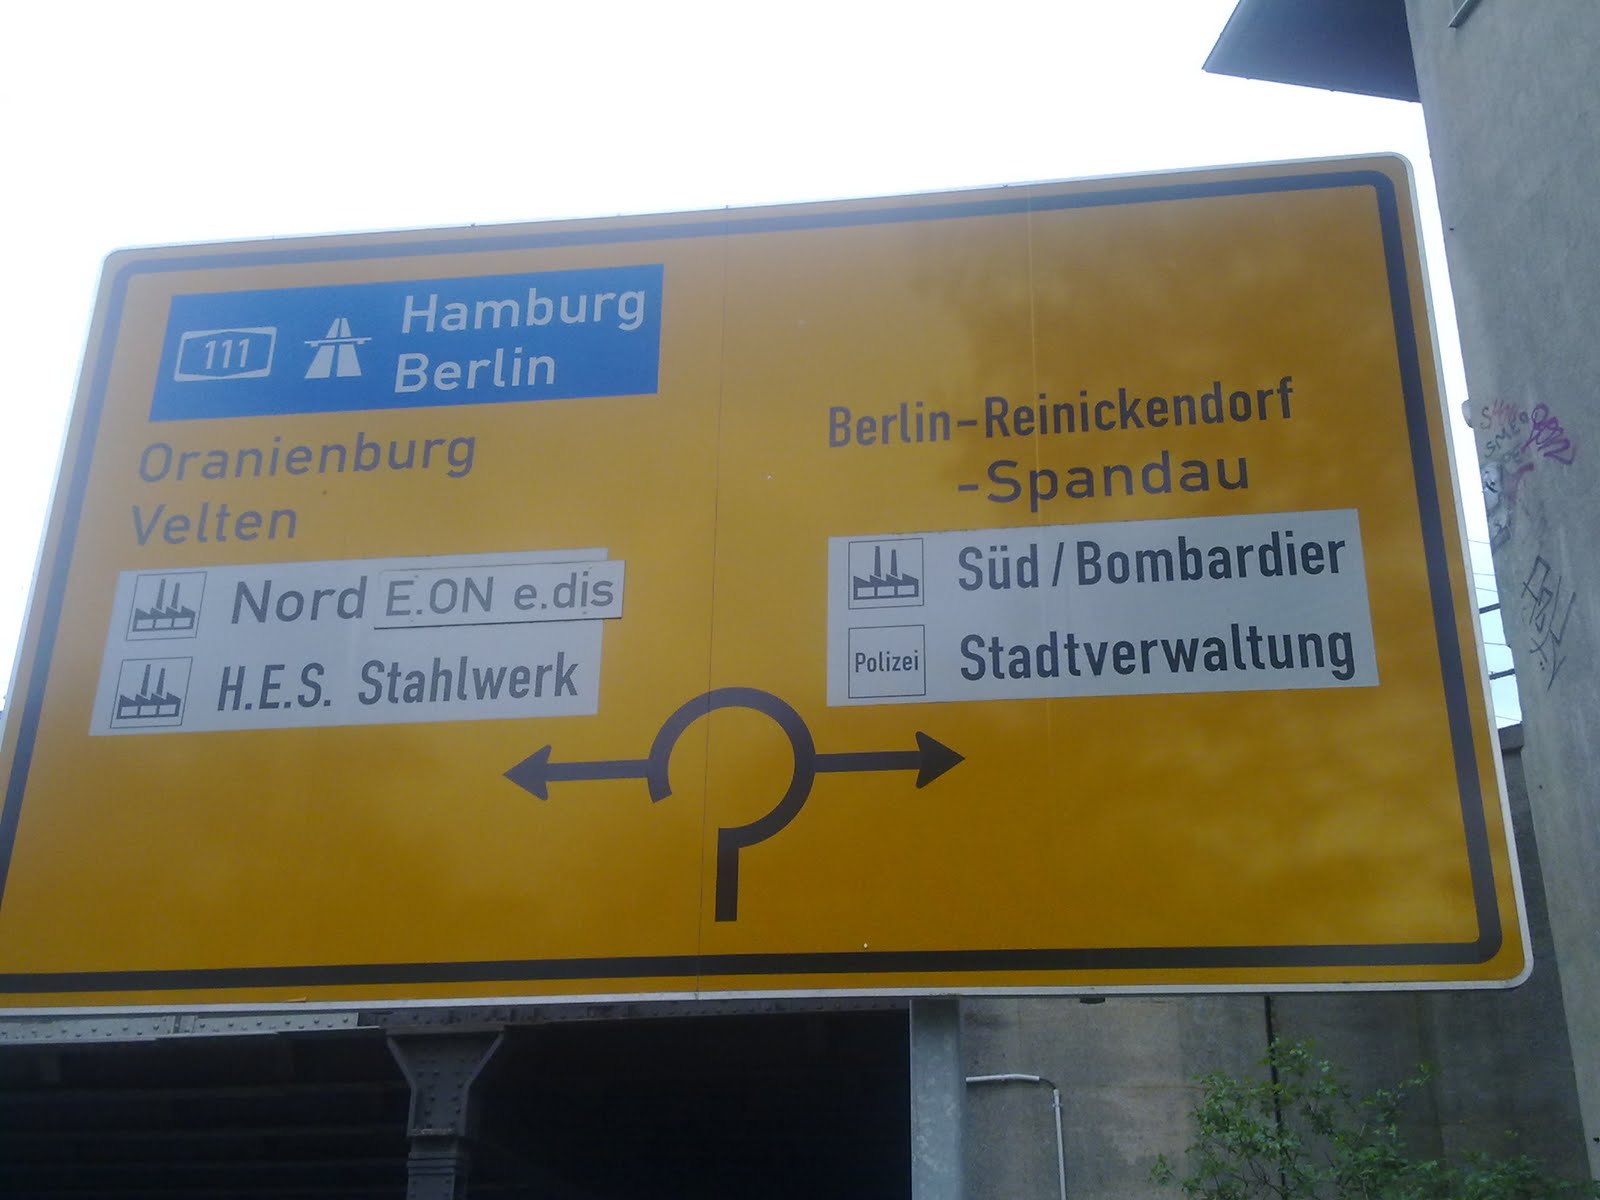 111
Hamburg
Berlin
Oranienburg
Velten
Nord E.ON e.dis
H.E.S. Stahlwerk
Berlin-Reinickendorf
-Spandau
Süd/Bombardier
Polizei Stadtverwaltung